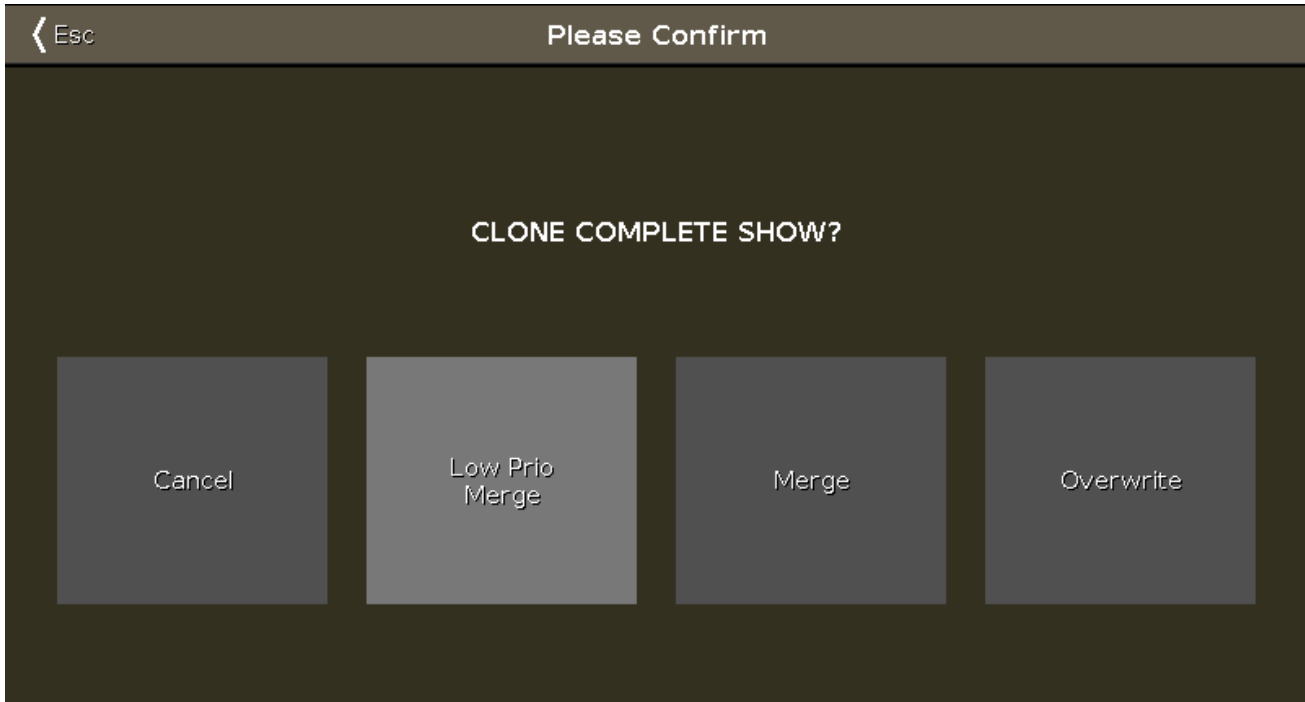 Esc
Please Confirm
CLONE COMPLETE SHOW?
Cancel
Low Prio
Merge
Merge
Overwrite